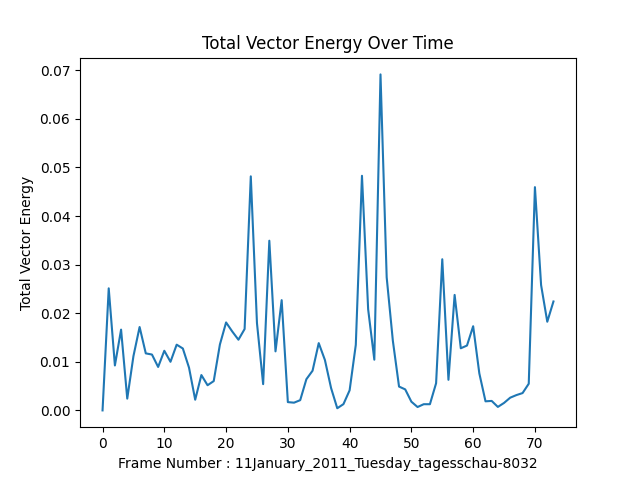 Total Vector Energy Over Time
Total Vector Energy
0.07
0.06
0.05
0.04
0.03
0.02
0.01
0.00
0 10 20 30 40 50 60 70
Frame Number : 11January_2011_Tuesday_tagesschau-8032